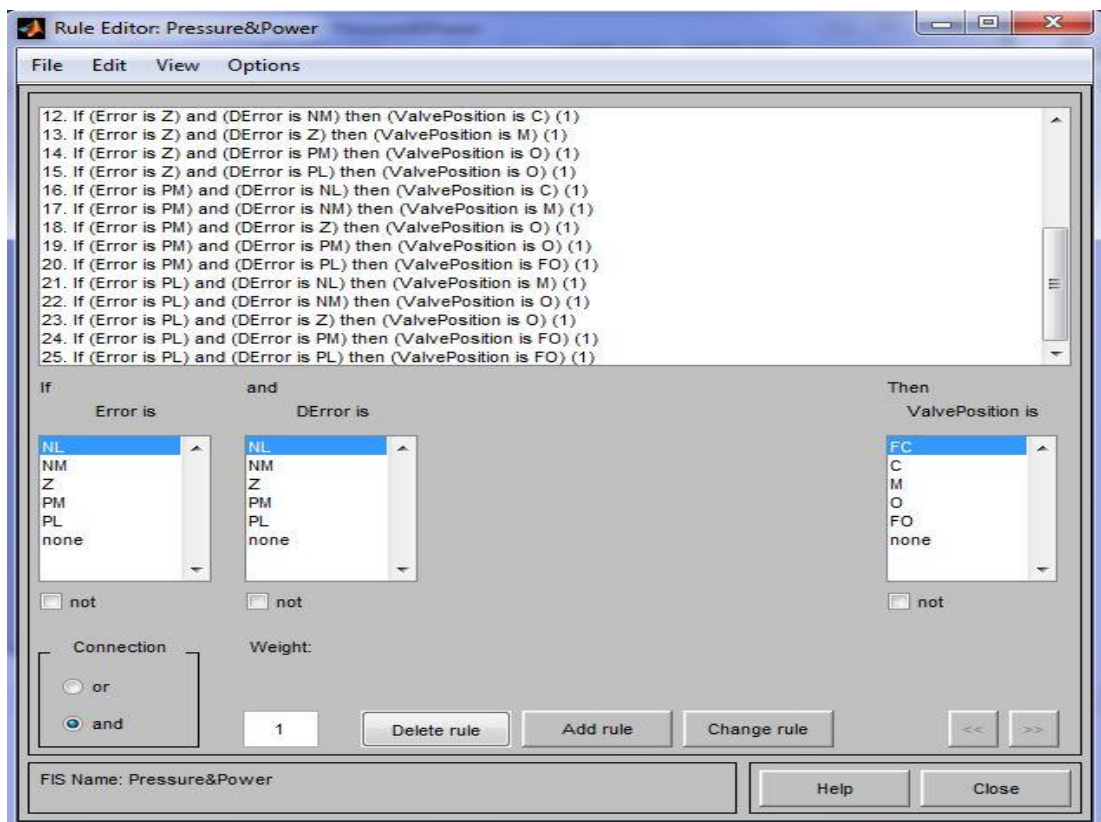 Rule Editor: Pressure&Power
File Edit View Options
12. If (Error is Z) and (DError is NM) then (ValvePosition is C) (1)
13. If (Error is Z) and (DError is Z) then (ValvePosition is M) (1)
14. If (Error is Z) and (DError is PM) then (ValvePosition is O) (1)
15. If (Error is Z) and (DError is PL) then (ValvePosition is O) (1)
16. If (Error is PM) and (DError is NL) then (ValvePosition is C) (1)
17. If (Error is PM) and (DError is NM) then (ValvePosition is M) (1)
18. If (Error is PM) and (DError is Z) then (ValvePosition is O) (1)
19. If (Error is PM) and (DError is PM) then (ValvePosition is O) (1)
20. If (Error is PM) and (DError is PL) then (ValvePosition is FO) (1)
21. If (Error is PL) and (DError is NL) then (ValvePosition is M) (1)
22. If (Error is PL) and (DError is NM) then (ValvePosition is O) (1)
23. If (Error is PL) and (DError is Z) then (ValvePosition is O) (1)
24. If (Error is PL) and (DError is PM) then (ValvePosition is FO) (1)
25. If (Error is PL) and (DError is PL) then (ValvePosition is FO) (1)
If and Then
Error is DError is ValvePosition is
NL NL FC
NM NM C
Z Z M
PM PM O
PL PL FO
none none none
not not not
Connection Weight:
or
and 1 Delete rule Add rule Change rule << >>
FIS Name: Pressure&Power Help Close